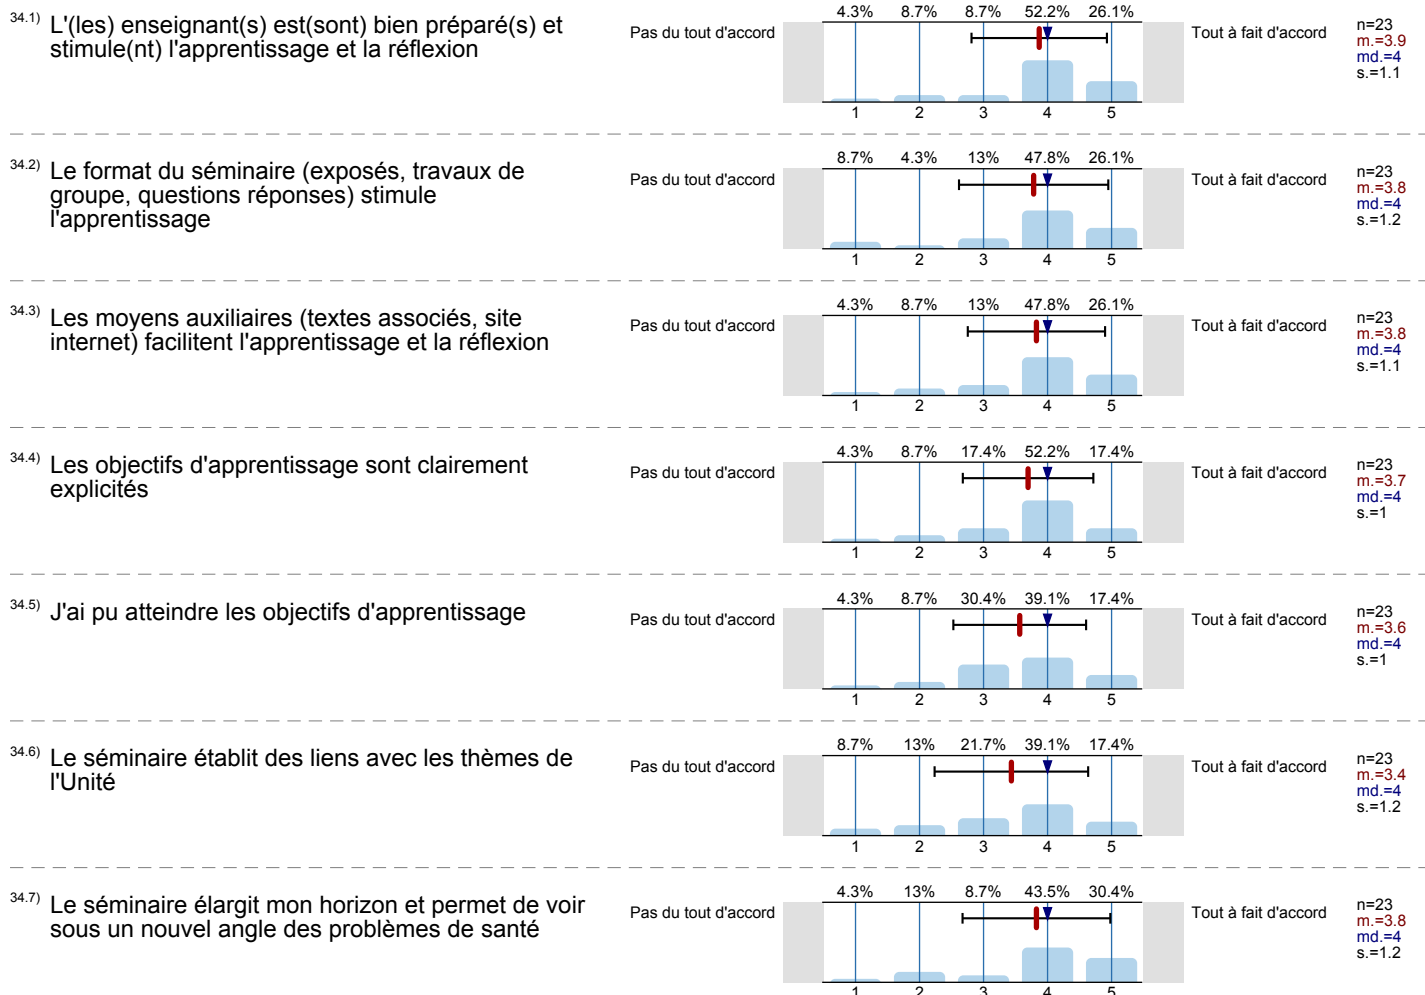 34.1) L'(les) enseignant(s) est(sont) bien préparé(s) et
stimule(nt) l'apprentissage et la réflexion
Pas du tout d'accord
4.3% 8.7% 8.7% 52.2% 26.1%
1 2 3 4 5
Tout à fait d'accord
n=23
m.=3.9
md.=4
s.=1.1
34.2) Le format du séminaire (exposés, travaux de
groupe, questions réponses) stimule
l'apprentissage
Pas du tout d'accord
8.7% 4.3% 13% 47.8% 26.1%
1 2 3 4 5
Tout à fait d'accord
n=23
m.=3.8
md.=4
s.=1.2
34.3) Les moyens auxiliaires (textes associés, site
internet) facilitent l'apprentissage et la réflexion
Pas du tout d'accord
4.3% 8.7% 13% 47.8% 26.1%
1 2 3 4 5
Tout à fait d'accord
n=23
m.=3.8
md.=4
s.=1.1
34.4) Les objectifs d'apprentissage sont clairement
explicités
Pas du tout d'accord
4.3% 8.7% 17.4% 52.2% 17.4%
1 2 3 4 5
Tout à fait d'accord
n=23
m.=3.7
md.=4
s.=1
34.5) J'ai pu atteindre les objectifs d'apprentissage
Pas du tout d'accord
4.3% 8.7% 30.4% 39.1% 17.4%
1 2 3 4 5
Tout à fait d'accord
n=23
m.=3.6
md.=4
s.=1
34.6) Le séminaire établit des liens avec les thèmes de
l'Unité
Pas du tout d'accord
8.7% 13% 21.7% 39.1% 17.4%
1 2 3 4 5
Tout à fait d'accord
n=23
m.=3.4
md.=4
s.=1.2
34.7) Le séminaire élargit mon horizon et permet de voir
sous un nouvel angle des problèmes de santé
Pas du tout d'accord
4.3% 13% 8.7% 43.5% 30.4%
1 2 3 4 5
Tout à fait d'accord
n=23
m.=3.8
md.=4
s.=1.2